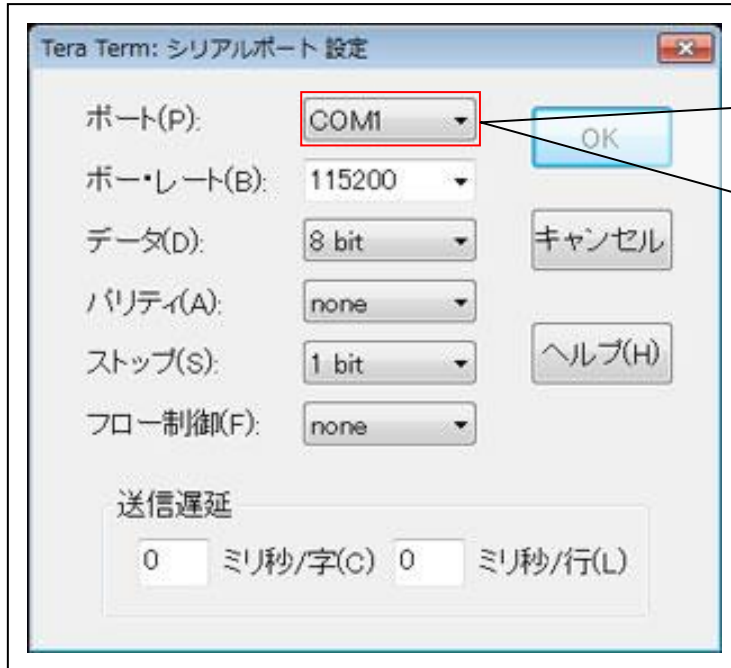 Tera Term: シリアルポート 設定
ポート(P): COM1
OK
ボー・レート(B): 115200
データ(D): 8 bit
キャンセル
パリティ(A): none
ストップ(S): 1 bit
ヘルプ(H)
フロー制御(F): none
送信遅延
0 ミリ秒/字(C) 0 ミリ秒/行(L)